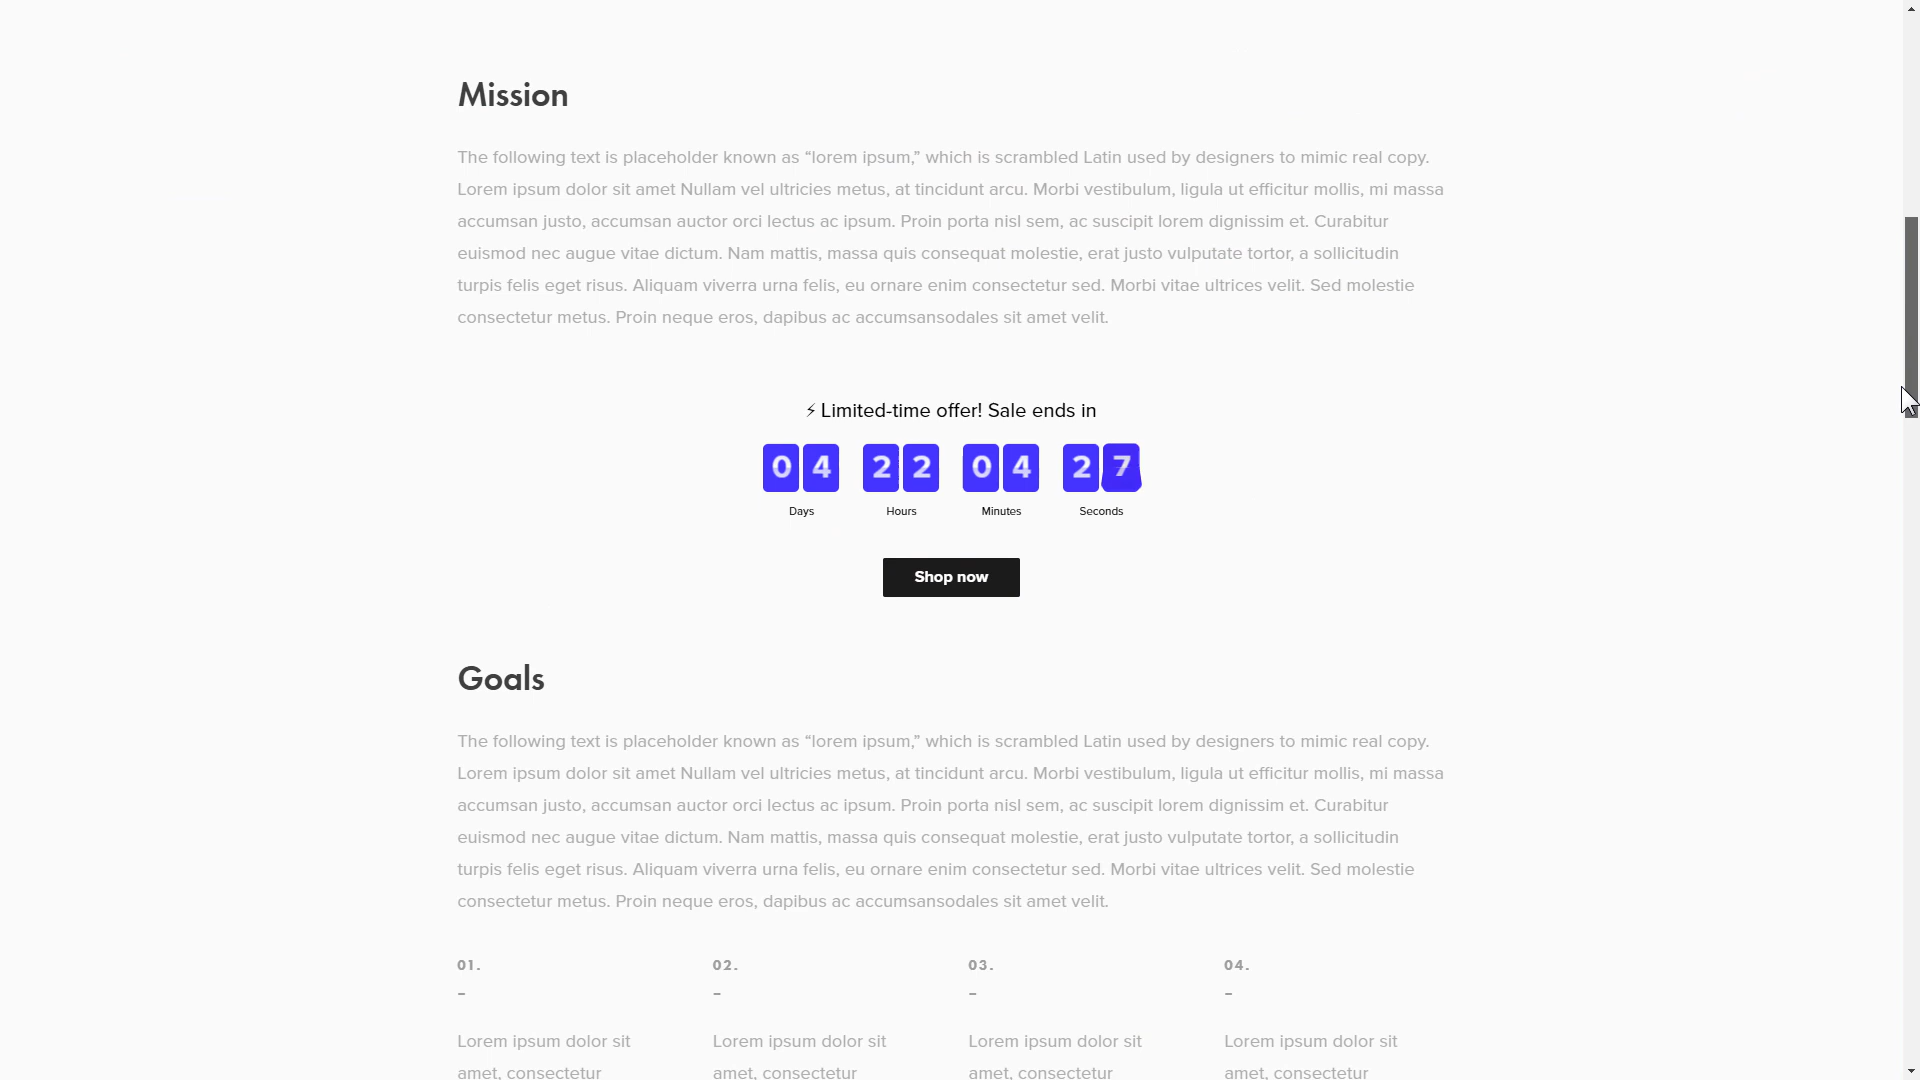 Mission
The following text is placeholder known as “lorem ipsum,” which is scrambled Latin used by designers to mimic real copy.
Lorem ipsum dolor sit amet Nullam vel ultricies metus, at tincidunt arcu. Morbi vestibulum, ligula ut efficitur mollis, mi massa
accumsan justo, accumsan auctor orci lectus ac ipsum. Proin porta nisl sem, ac suscipit lorem dignissim et. Curabitur
euismod nec augue vitae dictum. Nam mattis, massa quis consequat molestie, erat justo vulputate tortor, a sollicitudin
turpis felis eget risus. Aliquam viverra urna felis, eu ornare enim consectetur sed. Morbi vitae ultrices velit. Sed molestie
consectetur metus. Proin neque eros, dapibus ac accumsansodales sit amet velit.
⚡ Limited-time offer! Sale ends in
04 22 04 27
Days Hours Minutes Seconds
Shop now
Goals
The following text is placeholder known as “lorem ipsum,” which is scrambled Latin used by designers to mimic real copy.
Lorem ipsum dolor sit amet Nullam vel ultricies metus, at tincidunt arcu. Morbi vestibulum, ligula ut efficitur mollis, mi massa
accumsan justo, accumsan auctor orci lectus ac ipsum. Proin porta nisl sem, ac suscipit lorem dignissim et. Curabitur
euismod nec augue vitae dictum. Nam mattis, massa quis consequat molestie, erat justo vulputate tortor, a sollicitudin
turpis felis eget risus. Aliquam viverra urna felis, eu ornare enim consectetur sed. Morbi vitae ultrices velit. Sed molestie
consectetur metus. Proin neque eros, dapibus ac accumsansodales sit amet velit.
01.
–
Lorem ipsum dolor sit
amet, consectetur
02.
–
Lorem ipsum dolor sit
amet, consectetur
03.
–
Lorem ipsum dolor sit
amet, consectetur
04.
–
Lorem ipsum dolor sit
amet, consectetur